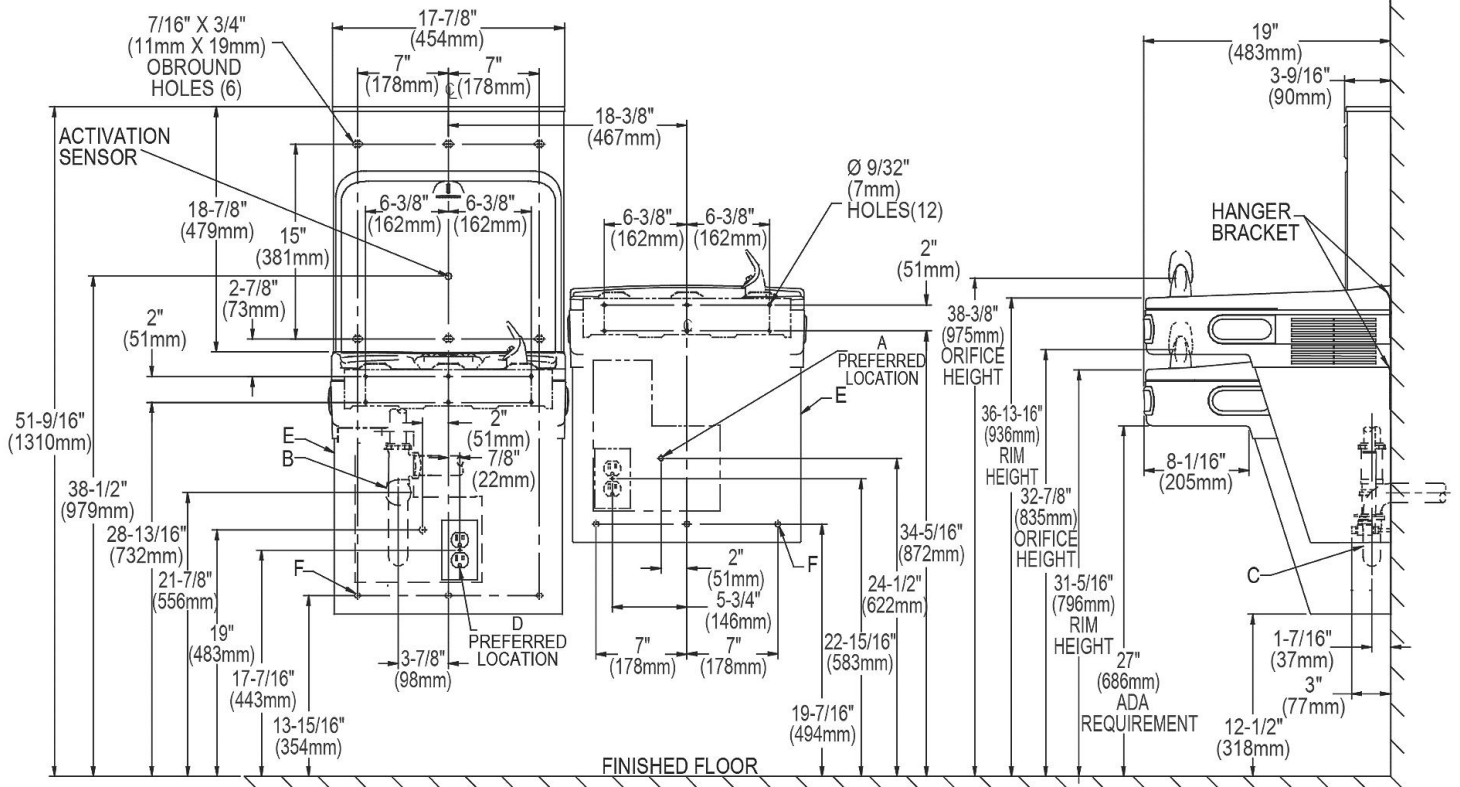 7/16" X 3/4"
(11mm X 19mm)
OBROUND
HOLES (6)
17-7/8"
(454mm)
7"
(178mm)
7"
(178mm)
℄
18-3/8"
(467mm)
19"
(483mm)
3-9/16"
(90mm)
ACTIVATION
SENSOR
Ø 9/32"
(7mm)
HOLES(12)
HANGER
BRACKET
18-7/8"
(479mm)
15"
(381mm)
6-3/8"
(162mm)
6-3/8"
(162mm)
6-3/8"
(162mm)
6-3/8"
(162mm)
2"
(51mm)
2-7/8"
(73mm)
2"
(51mm)
℄
38-3/8"
(975mm)
ORIFICE
HEIGHT
A
PREFERRED
LOCATION
E
51-9/16"
(1310mm)
E
B
2"
(51mm)
7/8"
(22mm)
36-13-16"
(936mm)
RIM
HEIGHT
8-1/16"
(205mm)
38-1/2"
(979mm)
28-13/16"
(732mm)
21-7/8"
(556mm)
32-7/8"
(835mm)
ORIFICE
HEIGHT
34-5/16"
(872mm)
F
2"
(51mm)
F
24-1/2"
(622mm)
C
31-5/16"
(796mm)
RIM
HEIGHT
19"
(483mm)
D
PREFERRED
LOCATION
5-3/4"
(146mm)
22-15/16"
(583mm)
7"
(178mm)
7"
(178mm)
1-7/16"
(37mm)
3"
(77mm)
3-7/8"
(98mm)
17-7/16"
(443mm)
27"
(686mm)
ADA
REQUIREMENT
13-15/16"
(354mm)
19-7/16"
(494mm)
12-1/2"
(318mm)
FINISHED FLOOR